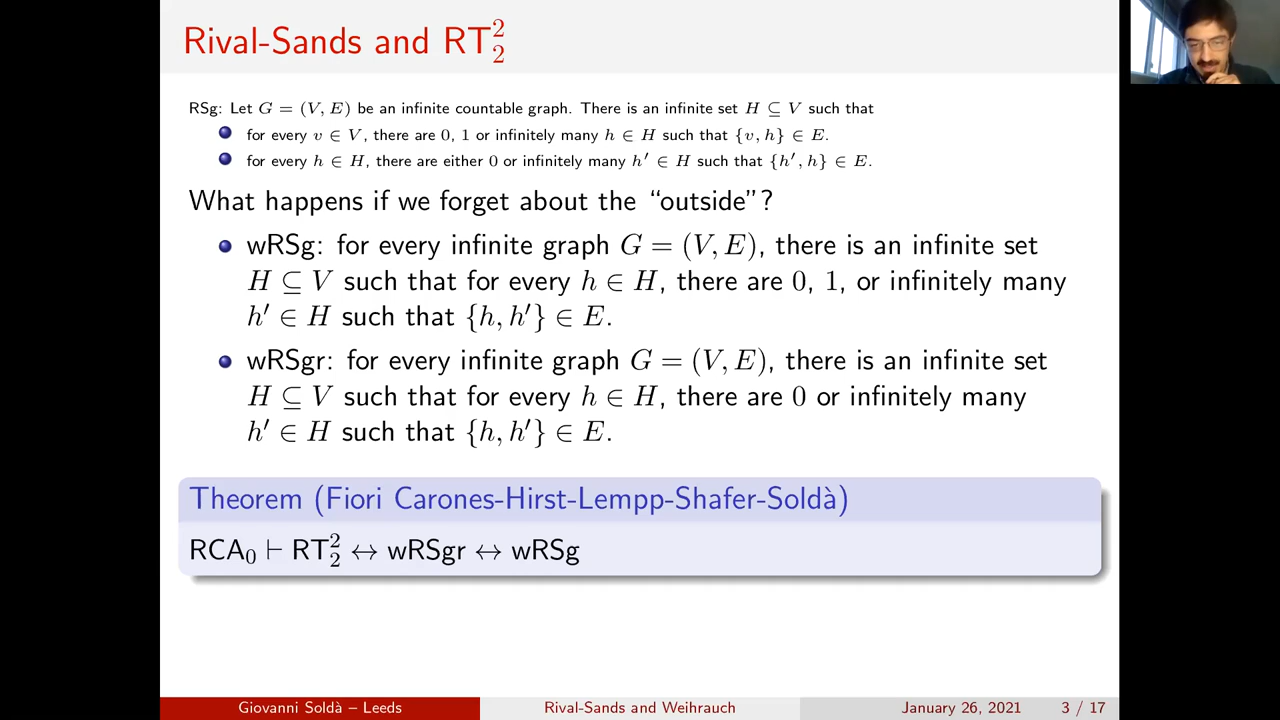 Rival-Sands and RT²₂
RSg: Let G = (V, E) be an infinite countable graph. There is an infinite set H ⊆ V such that
for every v ∈ V, there are 0, 1 or infinitely many h ∈ H such that {v, h} ∈ E.
for every h ∈ H, there are either 0 or infinitely many h′ ∈ H such that {h′, h} ∈ E.
What happens if we forget about the “outside”?
wRSg: for every infinite graph G = (V, E), there is an infinite set
H ⊆ V such that for every h ∈ H, there are 0, 1, or infinitely many
h′ ∈ H such that {h, h′} ∈ E.
wRSgr: for every infinite graph G = (V, E), there is an infinite set
H ⊆ V such that for every h ∈ H, there are 0 or infinitely many
h′ ∈ H such that {h, h′} ∈ E.
Theorem (Fiori Carones-Hirst-Lempp-Shafer-Soldà)
RCA₀ ⊢ RT²₂ ↔ wRSgr ↔ wRSg
Giovanni Soldà – Leeds Rival-Sands and Weihrauch January 26, 2021 3 / 17